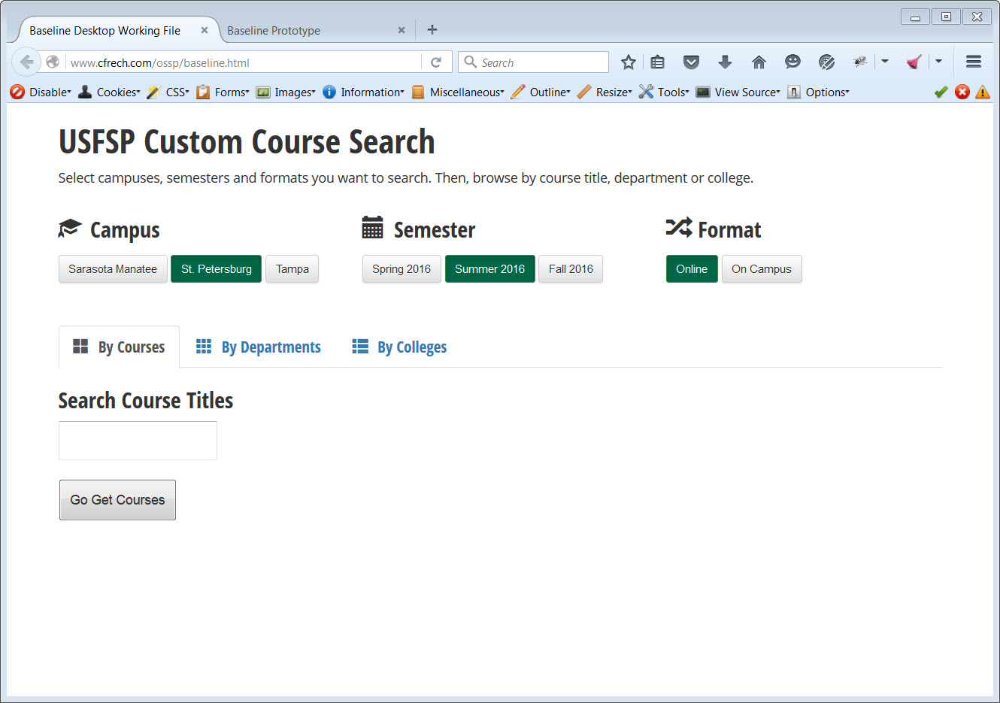 Baseline Desktop Working File Baseline Prototype
www.cfrech.com/ossp/baseline.html Search
Disable Cookies CSS Forms Images Information Miscellaneous Outline Resize Tools View Source Options
USFSP Custom Course Search
Select campuses, semesters and formats you want to search. Then, browse by course title, department or college.
Campus Semester Format
Sarasota Manatee St. Petersburg Tampa Spring 2016 Summer 2016 Fall 2016 Online On Campus
By Courses By Departments By Colleges
Search Course Titles
Go Get Courses